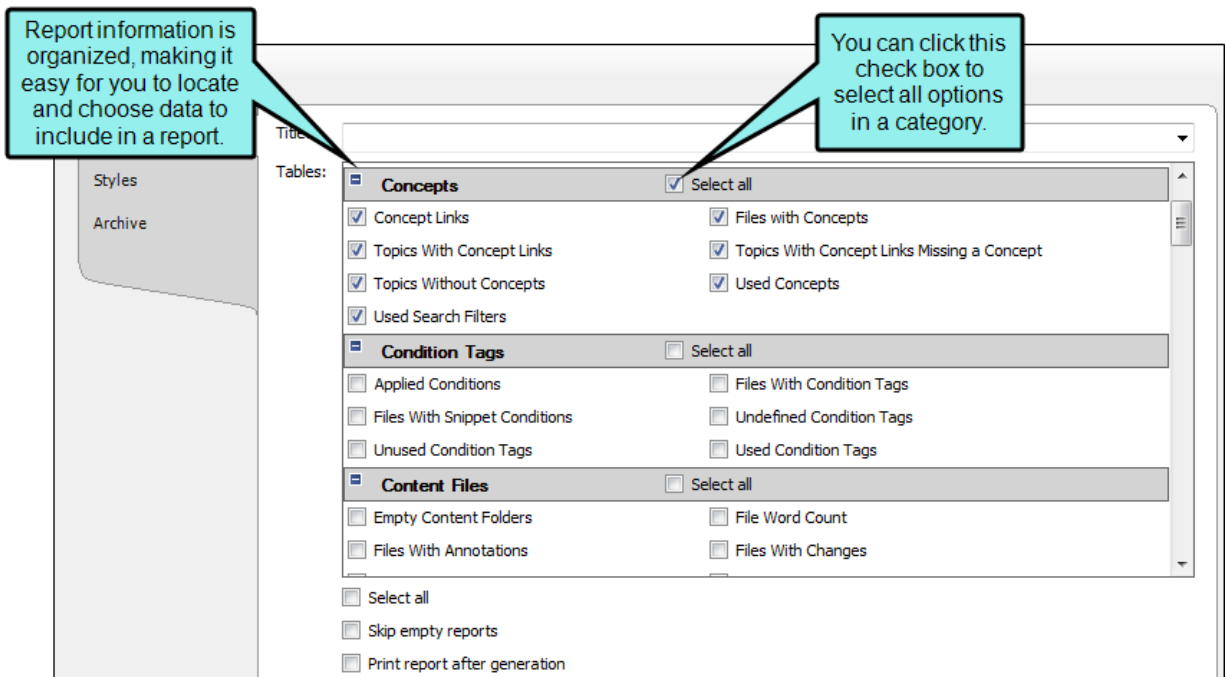 Report information is
organized, making it
easy for you to locate
and choose data to
include in a report.
You can click this
check box to
select all options
in a category.
Styles
Archive
Tables:
Concepts Select all
Concept Links Files with Concepts
Topics With Concept Links Topics With Concept Links Missing a Concept
Topics Without Concepts Used Concepts
Used Search Filters
Condition Tags Select all
Applied Conditions Files With Condition Tags
Files With Snippet Conditions Undefined Condition Tags
Unused Condition Tags Used Condition Tags
Content Files Select all
Empty Content Folders File Word Count
Files With Annotations Files With Changes
Select all
Skip empty reports
Print report after generation